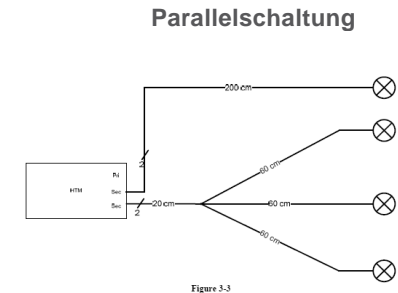 Parallelschaltung
200 cm
60 cm
2
Pri
HTM
Sec
Sec
2
20 cm
60 cm
60 cm
Figure 3-3